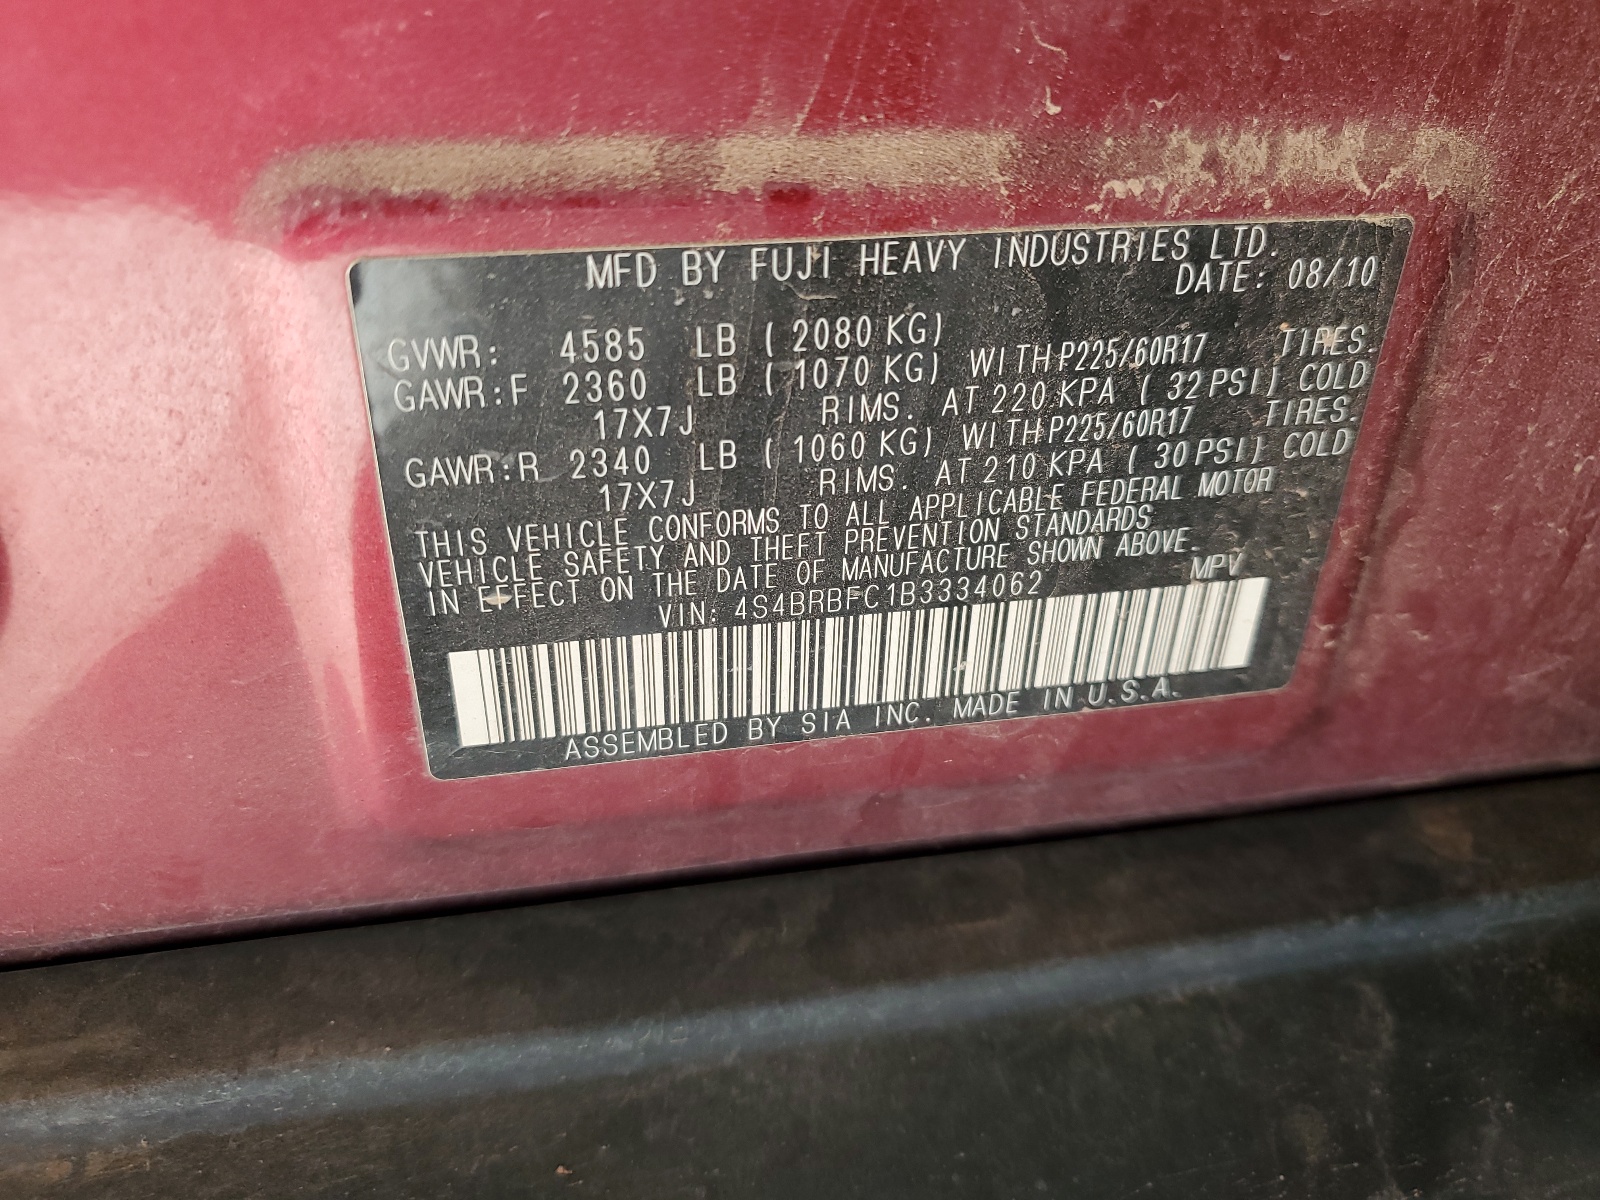 MFD BY FUJI HEAVY INDUSTRIES LTD.
DATE: 08/10
GVWR: 4585 LB ( 2080 KG)
GAWR:F 2360 LB ( 1070 KG) WITH P225/60R17 TIRES.
17X7J RIMS. AT 220 KPA ( 32 PSI) COLD
GAWR:R 2340 LB ( 1060 KG) WITH P225/60R17 TIRES.
17X7J RIMS. AT 210 KPA ( 30 PSI) COLD
THIS VEHICLE CONFORMS TO ALL APPLICABLE FEDERAL MOTOR
VEHICLE SAFETY AND THEFT PREVENTION STANDARDS
IN EFFECT ON THE DATE OF MANUFACTURE SHOWN ABOVE.
VIN: 4S4BRBFC1B3334062 MPV
ASSEMBLED BY SIA INC. MADE IN U.S.A.